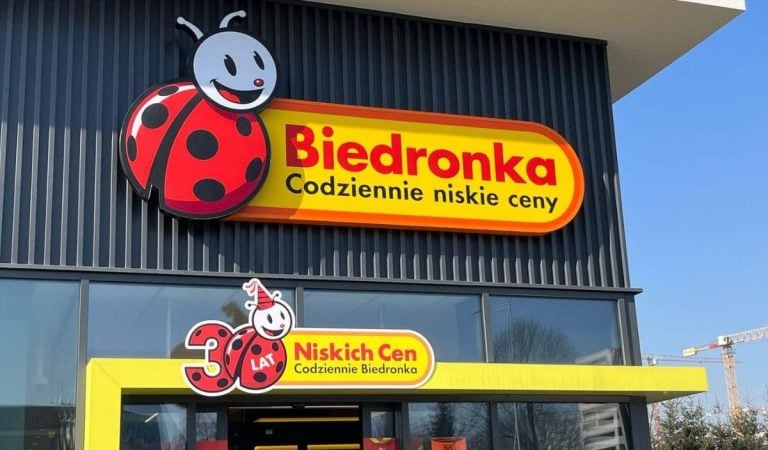 Biedronka
Codziennie niskie ceny
30 LAT
Niskich Cen
Codziennie Biedronka